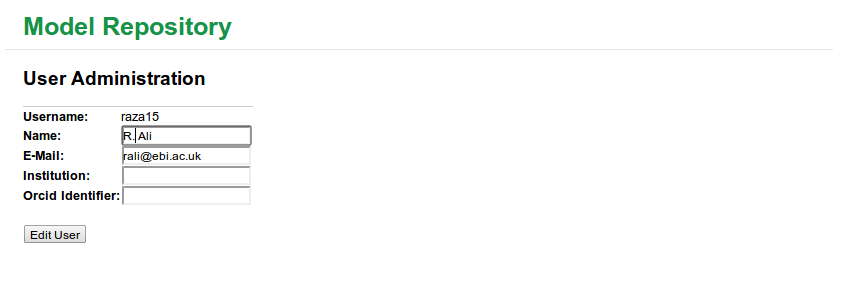 Model Repository
User Administration
Username: raza15
Name: R. Ali
E-Mail: rali@ebi.ac.uk
Institution:
Orcid Identifier:
Edit User